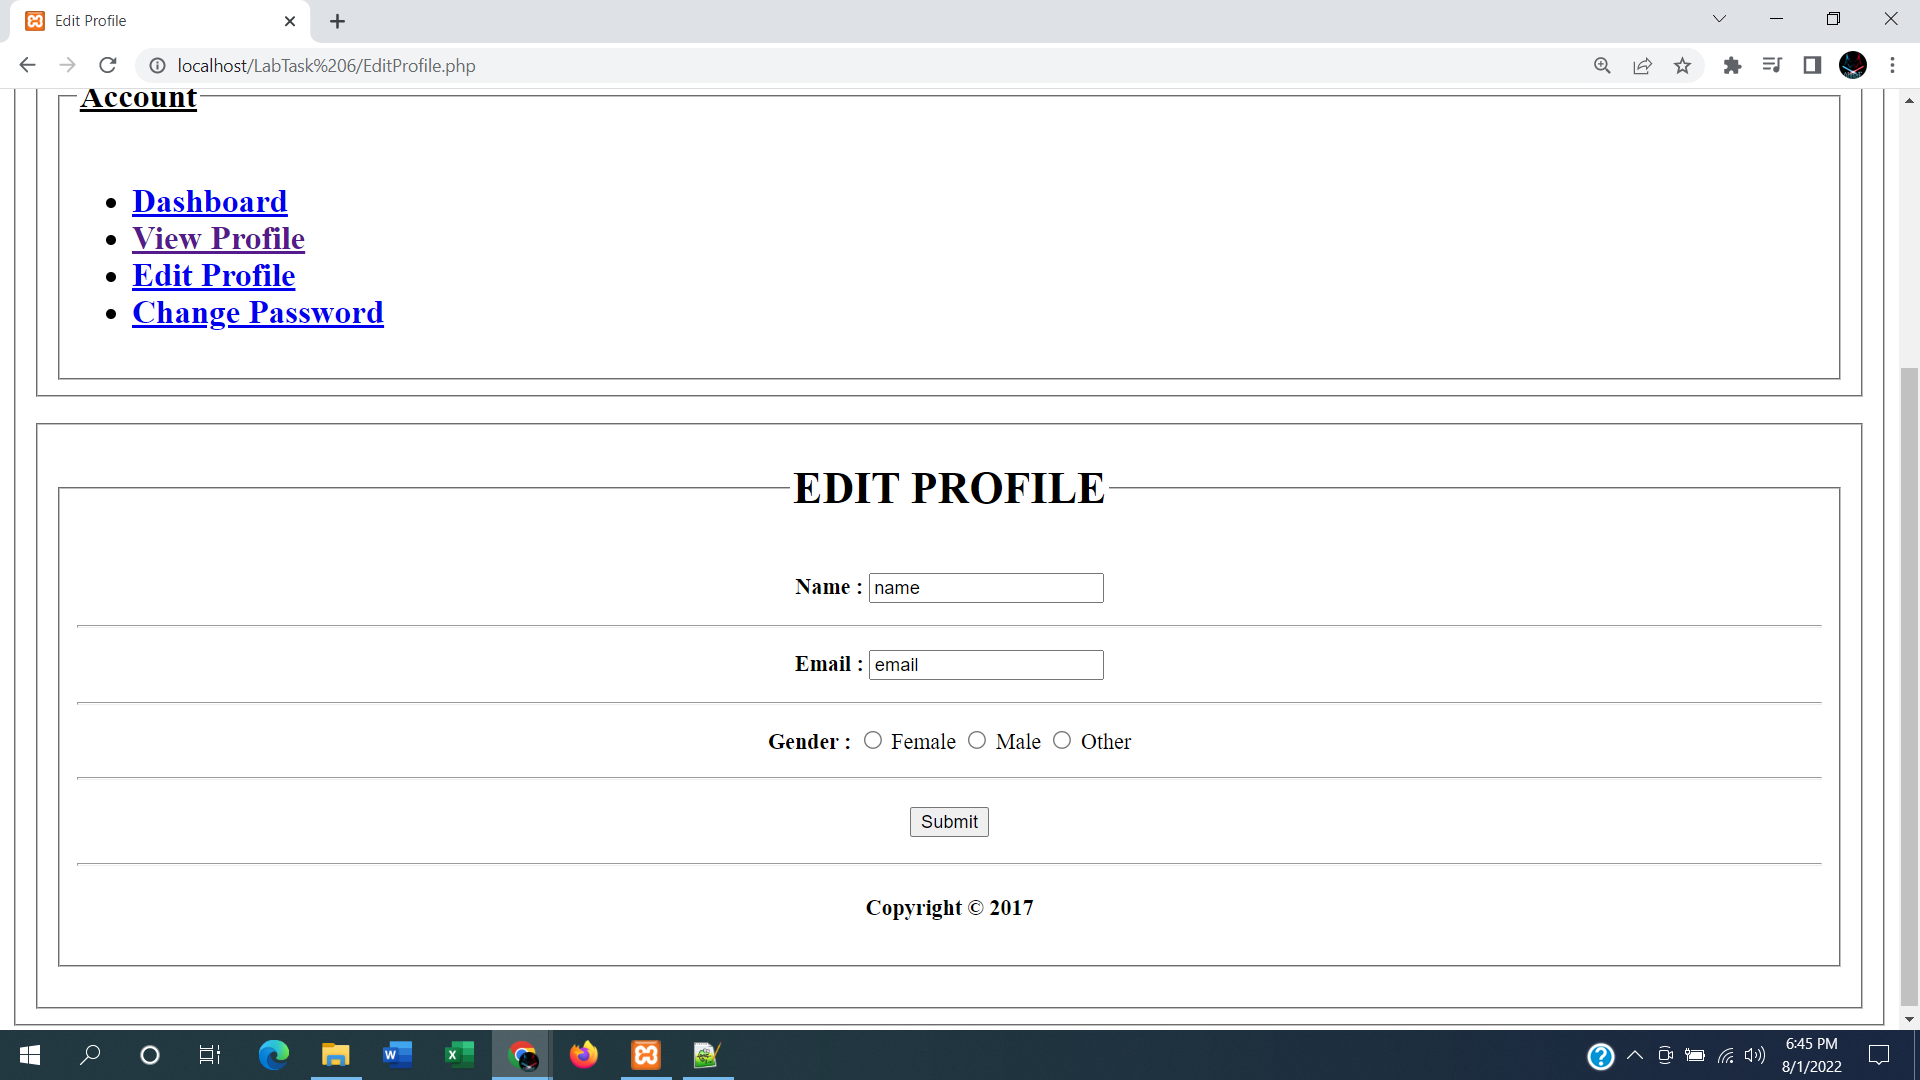 Edit Profile
localhost/LabTask%206/EditProfile.php
Account
Dashboard
View Profile
Edit Profile
Change Password
EDIT PROFILE
Name : name
Email : email
Gender : Female Male Other
Submit
Copyright © 2017
6:45 PM
8/1/2022